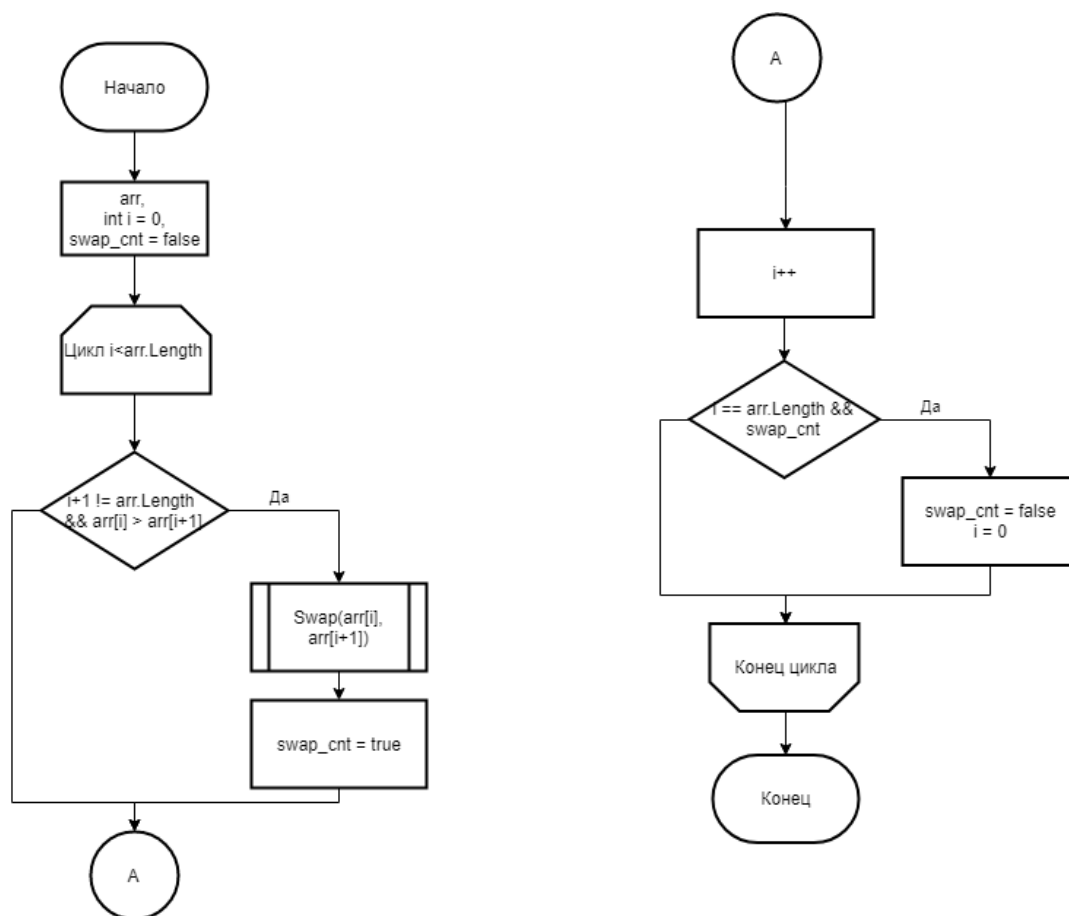 Начало
arr,
int i = 0,
swap_cnt = false
Цикл i<arr.Length
i+1 != arr.Length
&& arr[i] > arr[i+1]
Да
Swap(arr[i],
arr[i+1])
swap_cnt = true
A
A
i++
i == arr.Length &&
swap_cnt
Да
swap_cnt = false
i = 0
Конец цикла
Конец